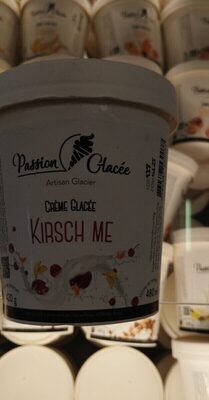 Passion Glacée
Artisan Glacier
CRÈME GLACÉE
KIRSCH ME